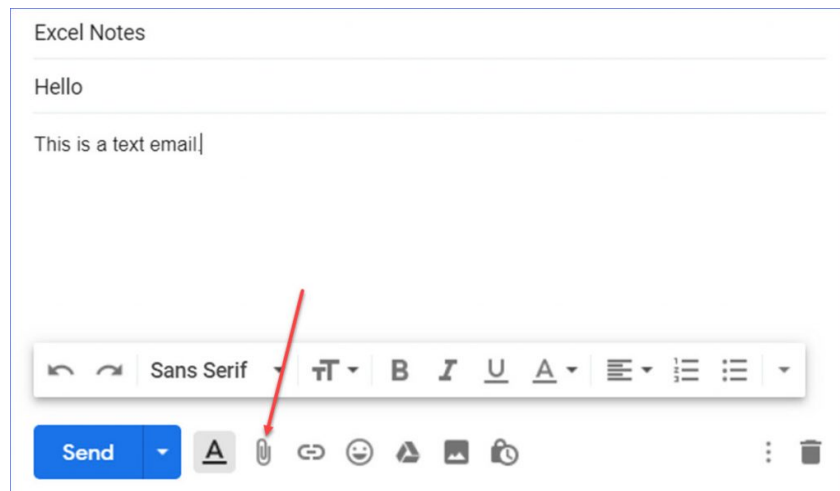 Excel Notes
Hello
This is a text email.
Sans Serif
Send